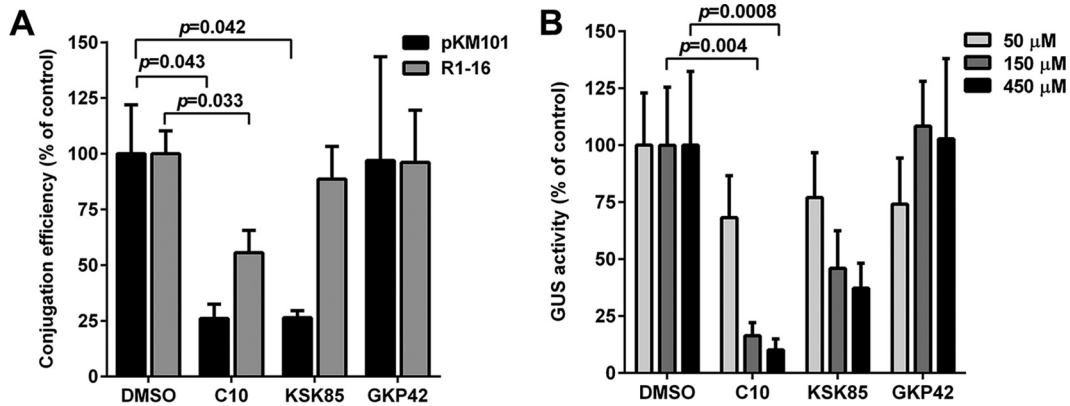 A
p=0.042
p=0.043
p=0.033
pKM101
R1-16
Conjugation efficiency (% of control)
150
125
100
75
50
25
0
DMSO C10 KSK85 GKP42
B
p=0.0008
p=0.004
50 μM
150 μM
450 μM
GUS activity (% of control)
150
125
100
75
50
25
0
DMSO C10 KSK85 GKP42